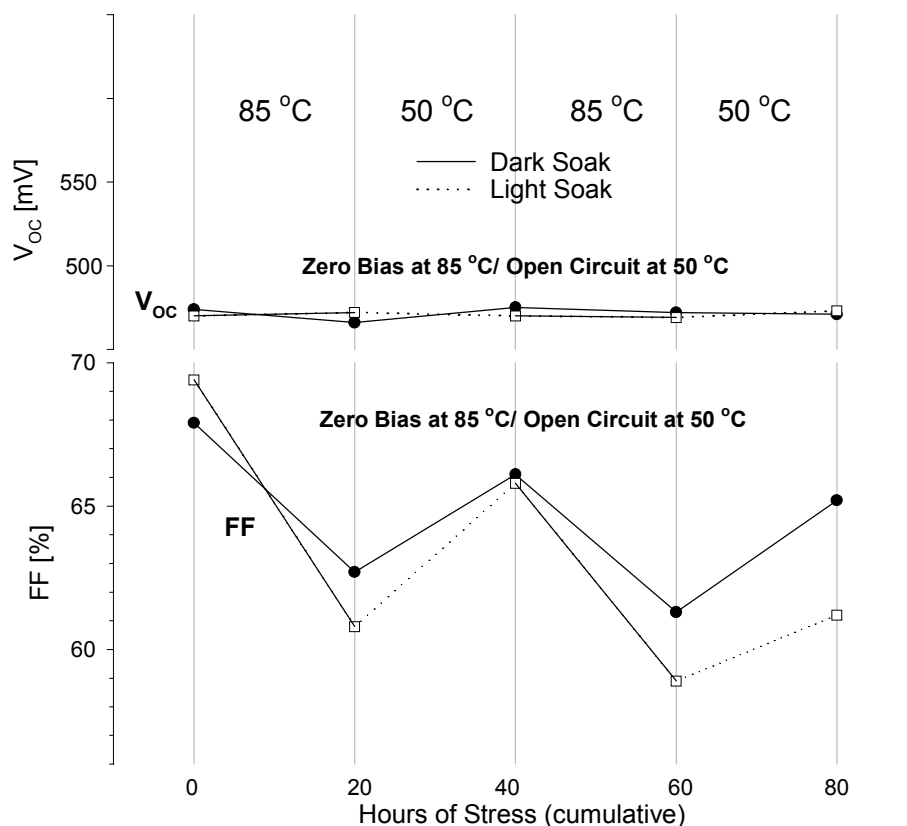 85 °C 50 °C 85 °C 50 °C
Dark Soak
Light Soak
V_OC [mV]
550
500
Zero Bias at 85 °C/ Open Circuit at 50 °C
V_OC
70
Zero Bias at 85 °C/ Open Circuit at 50 °C
65
FF
FF [%]
60
0 20 40 60 80
Hours of Stress (cumulative)